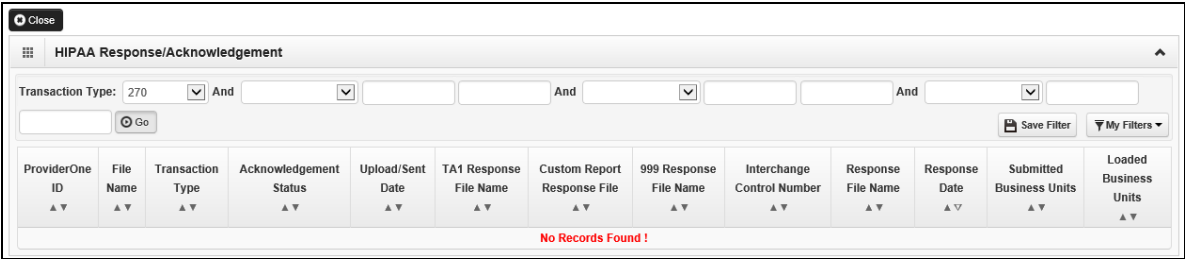 Close
HIPAA Response/Acknowledgement
Transaction Type: 270 And And And
Go Save Filter My Filters
ProviderOne ID File Name Transaction Type Acknowledgement Status Upload/Sent Date TA1 Response File Name Custom Report Response File 999 Response File Name Interchange Control Number Response File Name Response Date Submitted Business Units Loaded Business Units
No Records Found !